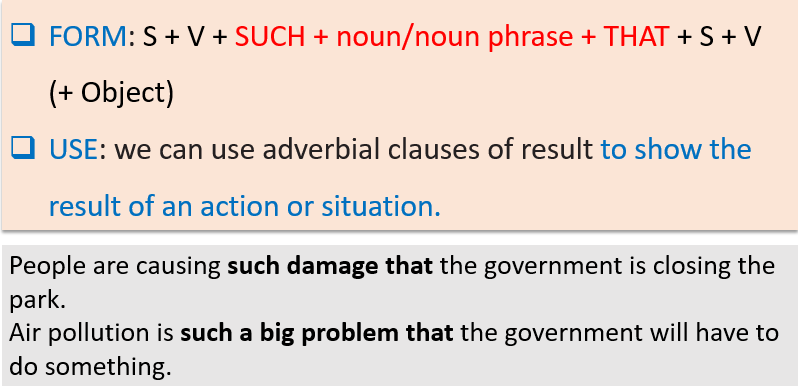 FORM: S + V + SUCH + noun/noun phrase + THAT + S + V
(+ Object)
USE: we can use adverbial clauses of result to show the
result of an action or situation.
People are causing such damage that the government is closing the
park.
Air pollution is such a big problem that the government will have to
do something.